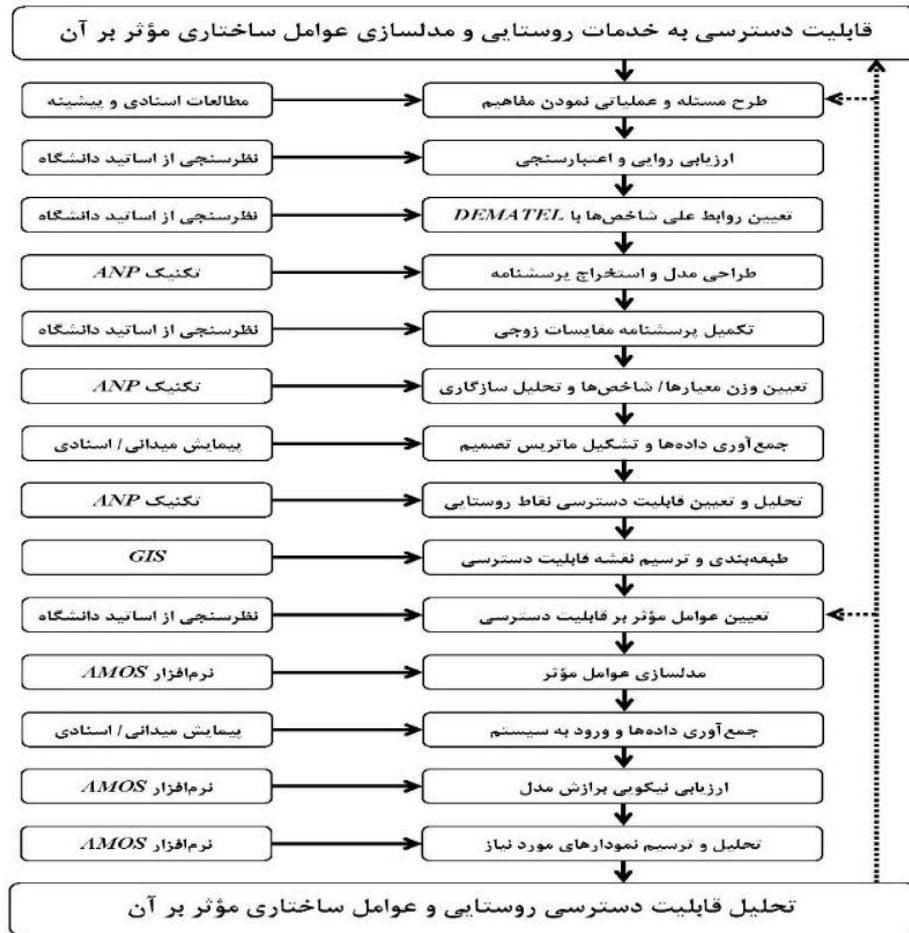 قابلیت دسترسی به خدمات روستایی و مدلسازی عوامل ساختاری مؤثر بر آن
طرح مسئله و عملیاتی نمودن مفاهیم
مطالعات اسنادی و پیشینه
ارزیابی روایی و اعتبارسنجی
نظرسنجی از اساتید دانشگاه
تعیین روابط علی شاخص‌ها با DEMATEL
نظرسنجی از اساتید دانشگاه
طراحی مدل و استخراج پرسشنامه
تکنیک ANP
تکمیل پرسشنامه مقایسات زوجی
نظرسنجی از اساتید دانشگاه
تعیین وزن معیارها/ شاخص‌ها و تحلیل سازگاری
تکنیک ANP
جمع‌آوری داده‌ها و تشکیل ماتریس تصمیم
پیمایش میدانی/ اسنادی
تحلیل و تعیین قابلیت دسترسی نقاط روستایی
تکنیک ANP
طبقه‌بندی و ترسیم نقشه قابلیت دسترسی
GIS
تعیین عوامل مؤثر بر قابلیت دسترسی
نظرسنجی از اساتید دانشگاه
مدلسازی عوامل مؤثر
نرم‌افزار AMOS
جمع‌آوری داده‌ها و ورود به سیستم
پیمایش میدانی/ اسنادی
ارزیابی نیکویی برازش مدل
نرم‌افزار AMOS
تحلیل و ترسیم نمودارهای مورد نیاز
نرم‌افزار AMOS
تحلیل قابلیت دسترسی روستایی و عوامل ساختاری مؤثر بر آن